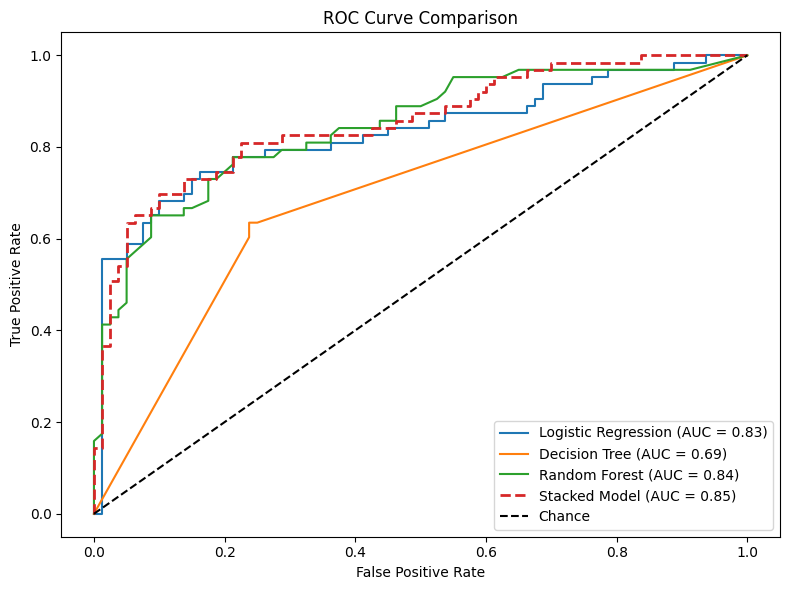 ROC Curve Comparison
True Positive Rate
1.0
0.8
0.6
0.4
0.2
0.0
Logistic Regression (AUC = 0.83)
Decision Tree (AUC = 0.69)
Random Forest (AUC = 0.84)
Stacked Model (AUC = 0.85)
Chance
0.0 0.2 0.4 0.6 0.8 1.0
False Positive Rate